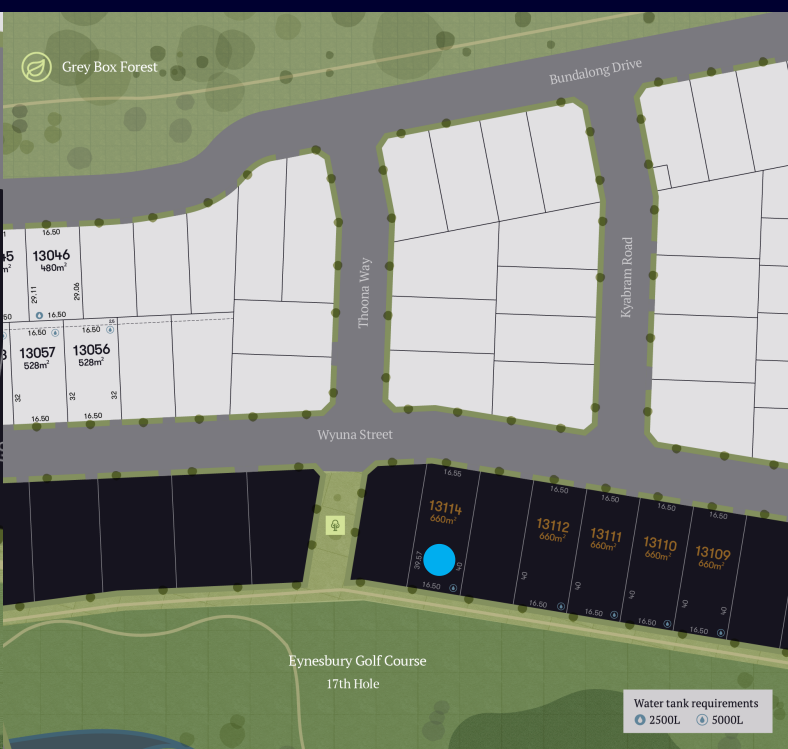 Grey Box Forest
Bundalong Drive
Thoona Way
Kyabram Road
16.50
45
m²
13046
480m²
29.11
29.06
50
16.50
16.50
16.50
13057
528m²
13056
528m²
32
32
32
16.50
16.50
Wyuna Street
16.55
13114
660m²
39.57
40
16.50
16.50
13112
660m²
40
16.50
16.50
13111
660m²
40
16.50
16.50
13110
660m²
40
16.50
16.50
13109
660m²
40
40
16.50
Eynesbury Golf Course
17th Hole
Water tank requirements
2500L 5000L